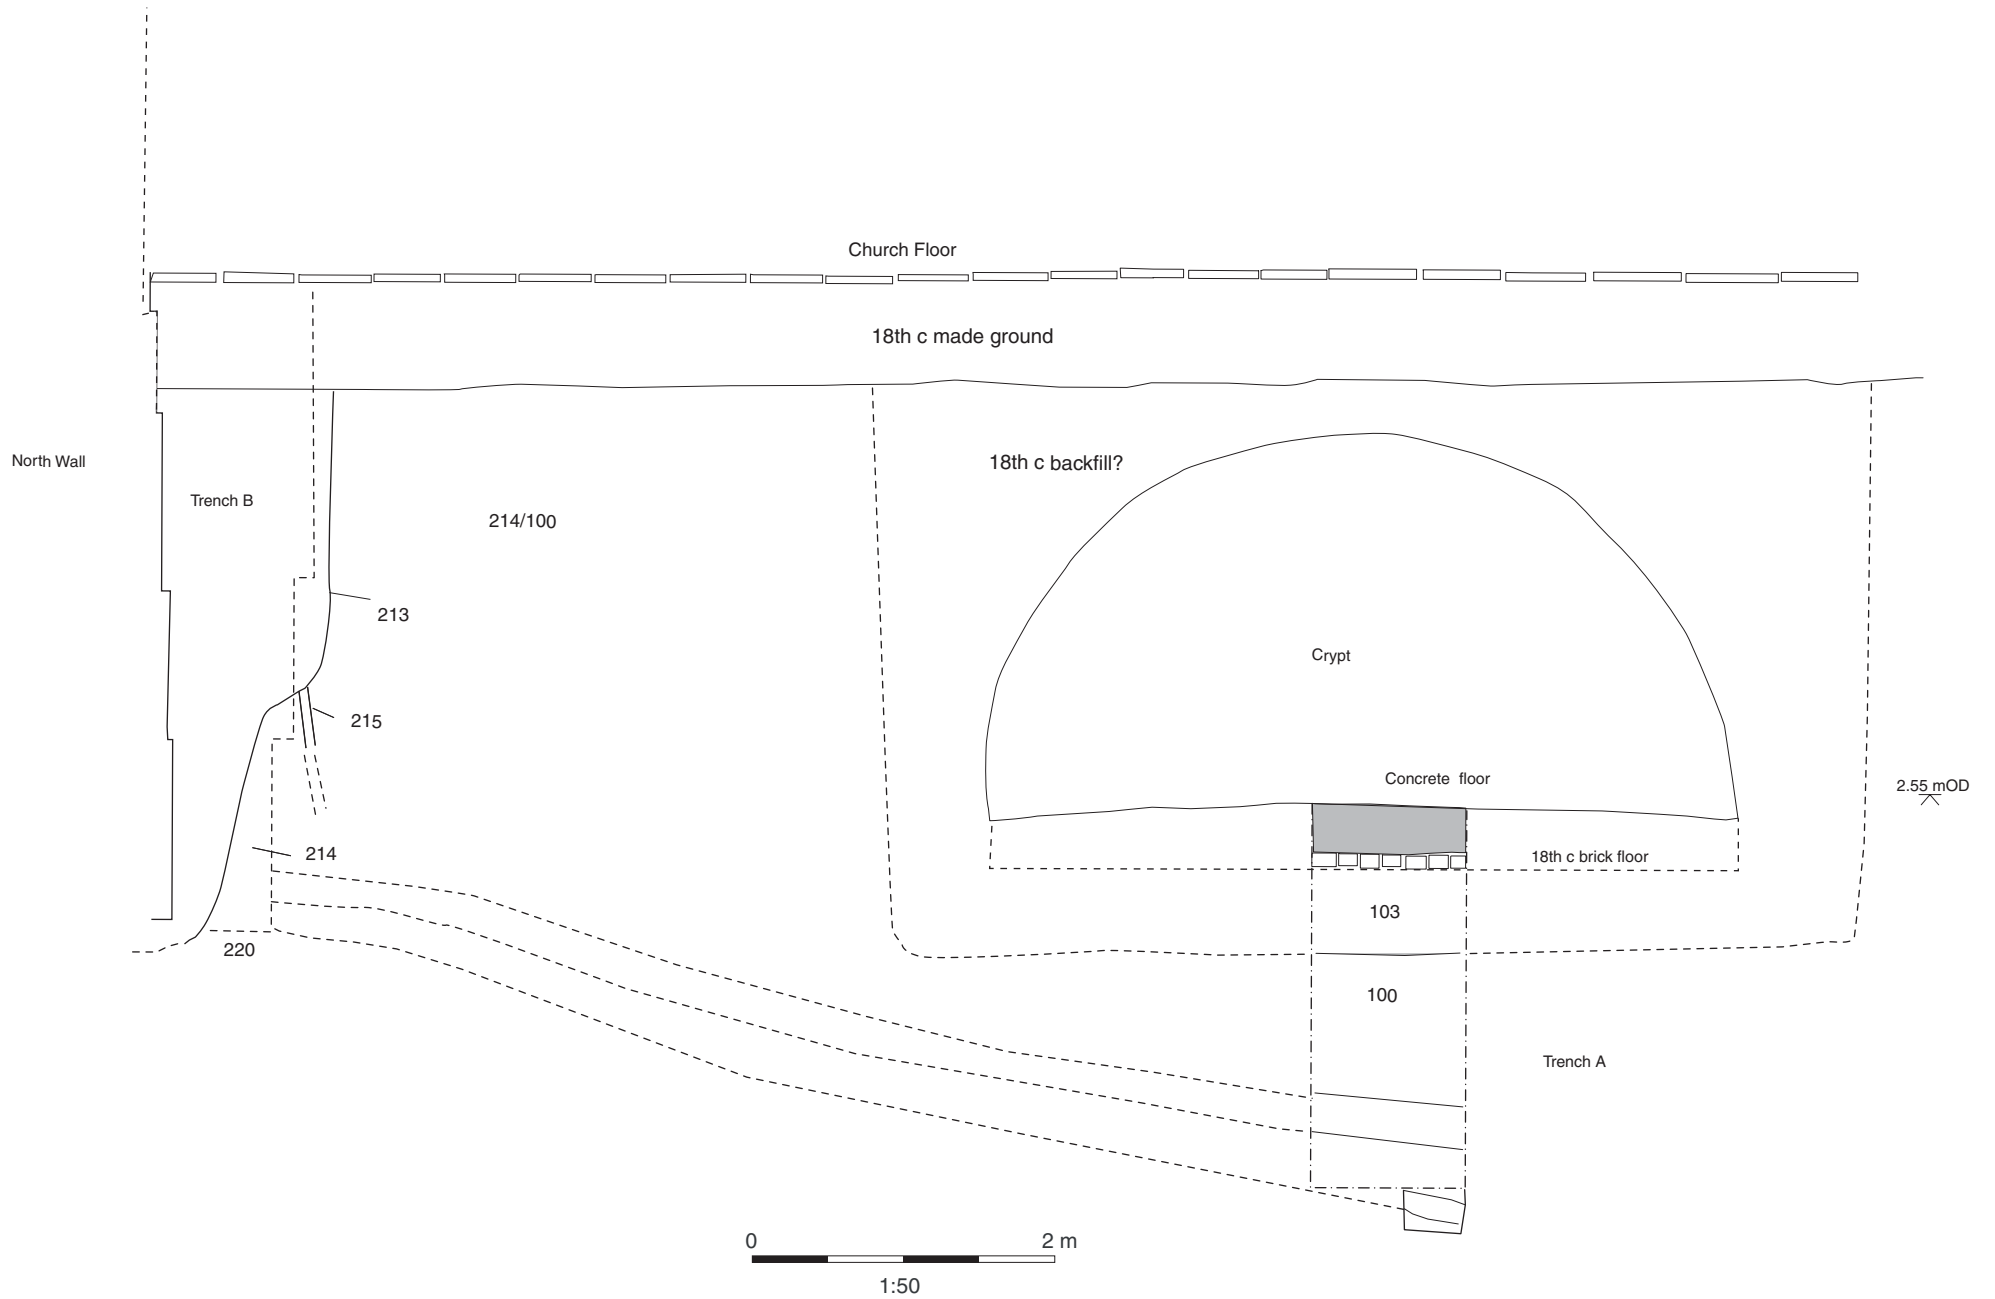 Church Floor
18th c made ground
North Wall
18th c backfill?
Trench B
214/100
213
Crypt
215
Concrete floor
2.55 mOD
214
18th c brick floor
103
220
100
Trench A
0 2 m
1:50